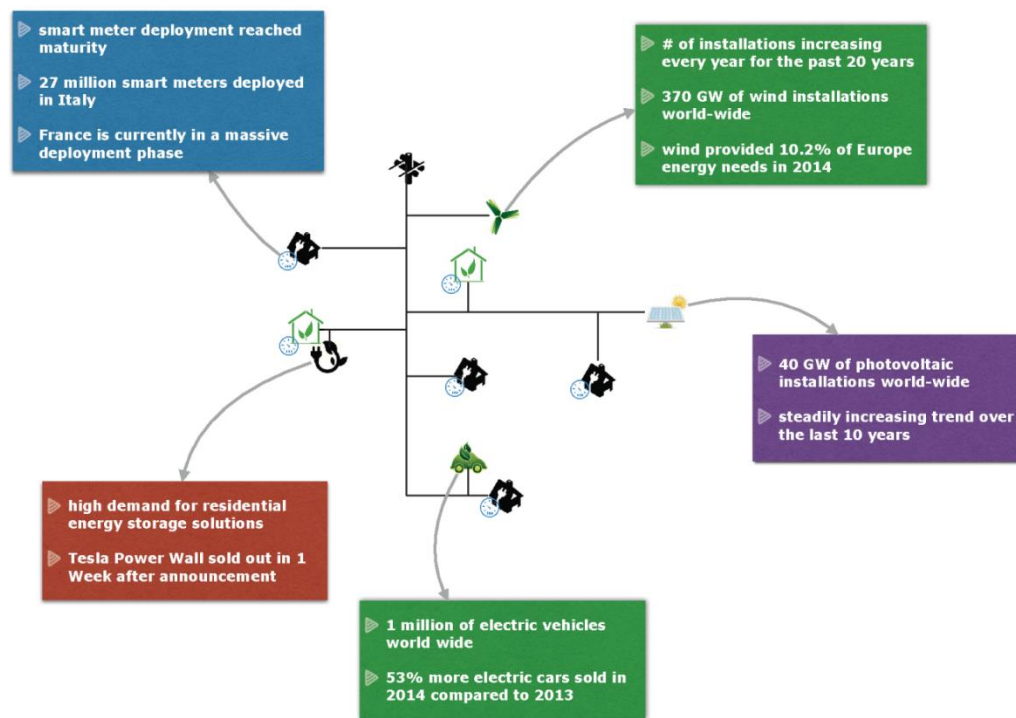 smart meter deployment reached
maturity
27 million smart meters deployed
in Italy
France is currently in a massive
deployment phase
# of installations increasing
every year for the past 20 years
370 GW of wind installations
world-wide
wind provided 10.2% of Europe
energy needs in 2014
40 GW of photovoltaic
installations world-wide
steadily increasing trend over
the last 10 years
high demand for residential
energy storage solutions
Tesla Power Wall sold out in 1
Week after announcement
1 million of electric vehicles
world wide
53% more electric cars sold in
2014 compared to 2013